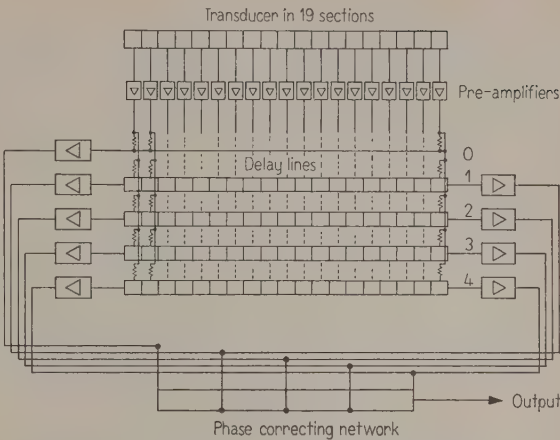 Transducer in 19 sections
Pre-amplifiers
0
Delay lines
1
2
3
4
Output
Phase correcting network